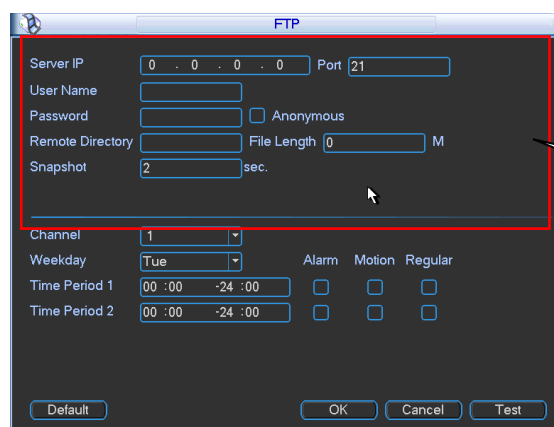 FTP
Server IP 0 . 0 . 0 . 0 Port 21
User Name
Password Anonymous
Remote Directory File Length 0 M
Snapshot 2 sec.
Channel 1
Weekday Tue Alarm Motion Regular
Time Period 1 00 :00 -24 :00
Time Period 2 00 :00 -24 :00
Default OK Cancel Test